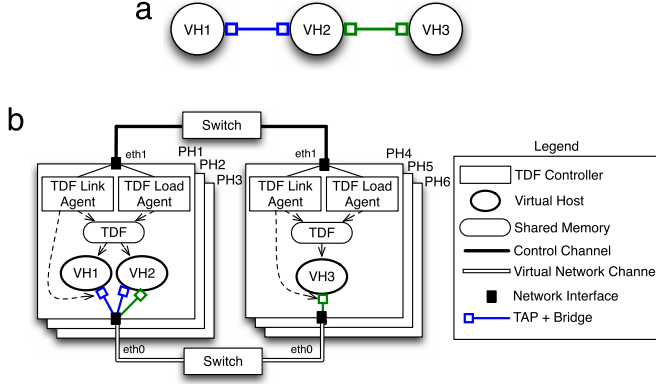 a
VH1
VH2
VH3
b
Switch
eth1
PH1
PH2
PH3
TDF Link
Agent
TDF Load
Agent
TDF
VH1
VH2
eth0
eth1
PH4
PH5
PH6
TDF Link
Agent
TDF Load
Agent
TDF
VH3
eth0
Switch
Legend
TDF Controller
Virtual Host
Shared Memory
Control Channel
Virtual Network Channe
Network Interface
TAP + Bridge